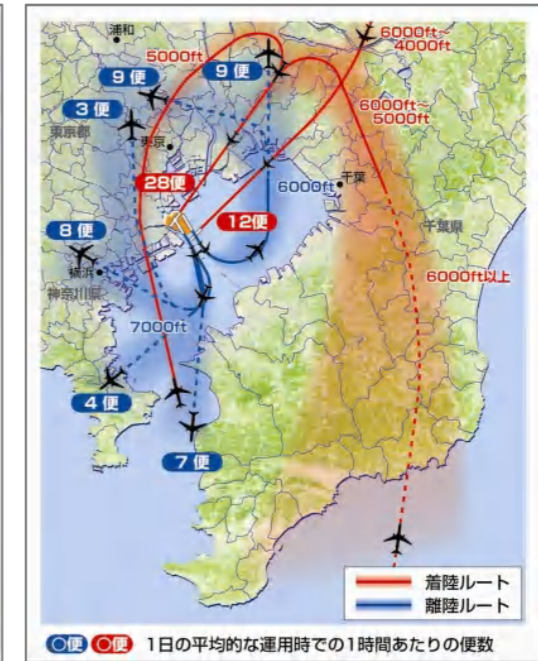 浦和
6000ft~
4000ft
5000ft
9便
9便
3便
6000ft~
5000ft
東京都
東京
28便
6000ft
千葉
12便
千葉県
8便
横浜
神奈川県
6000ft以上
7000ft
4便
7便
着陸ルート
離陸ルート
〇便 〇便 1日の平均的な運用時での1時間あたりの便数